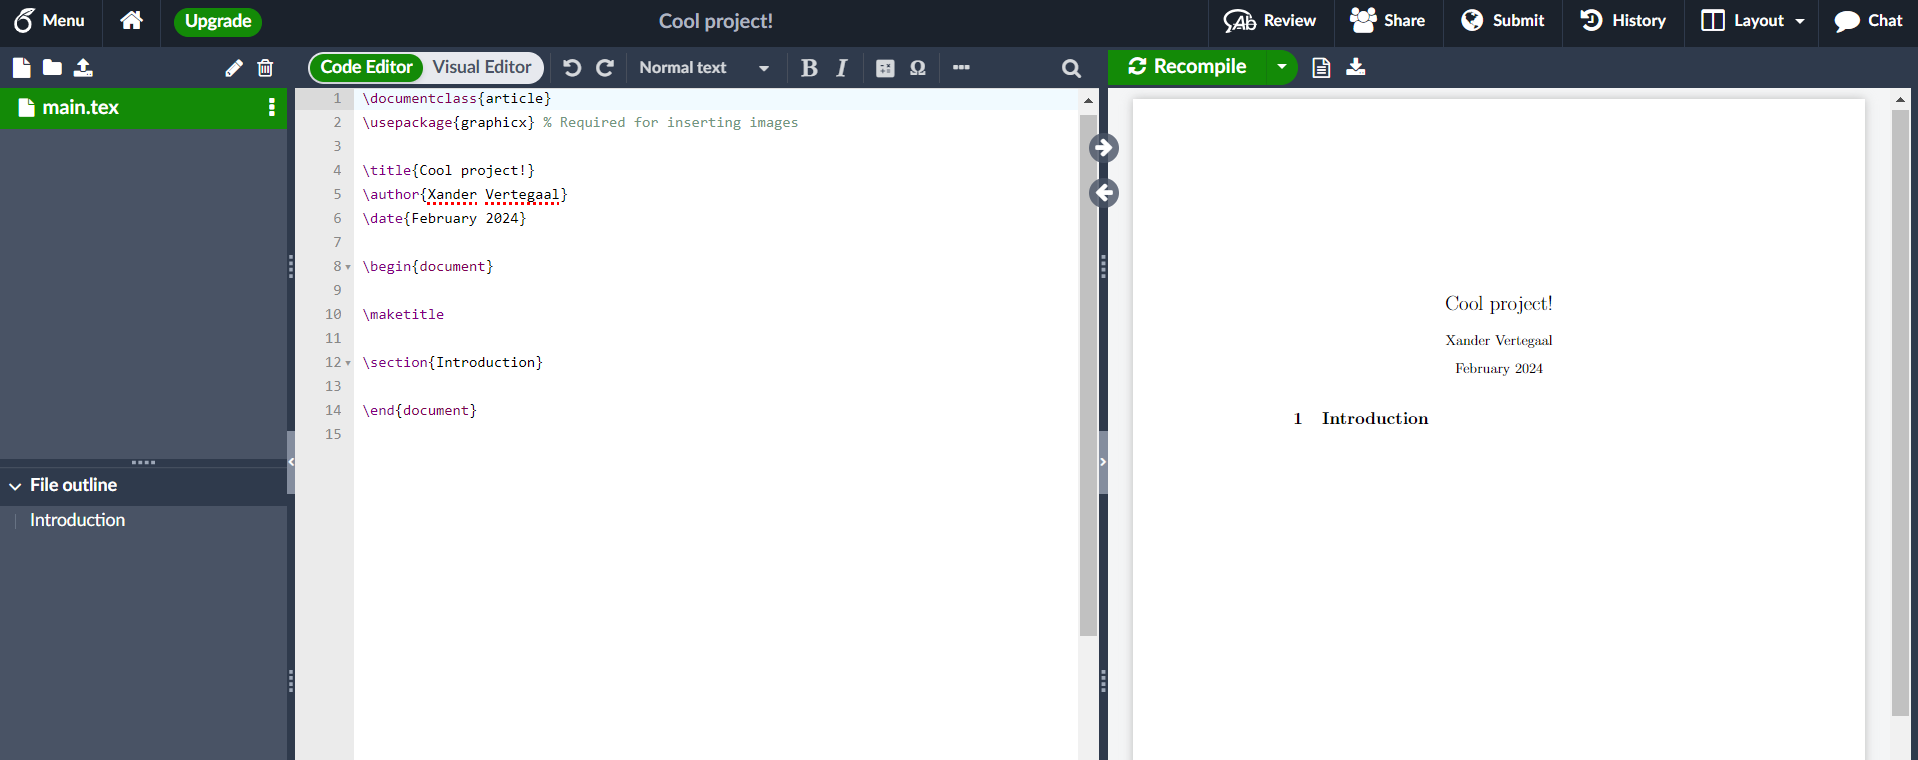 Menu
Upgrade
Cool project!
Review
Share
Submit
History
Layout
Chat
main.tex
File outline
Introduction
Code Editor
Visual Editor
Normal text
B I Ω
1 \documentclass{article}
2 \usepackage{graphicx} % Required for inserting images
3
4 \title{Cool project!}
5 \author{Xander Vertegaal}
6 \date{February 2024}
7
8 \begin{document}
9
10 \maketitle
11
12 \section{Introduction}
13
14 \end{document}
15
Recompile
Cool project!
Xander Vertegaal
February 2024
1 Introduction